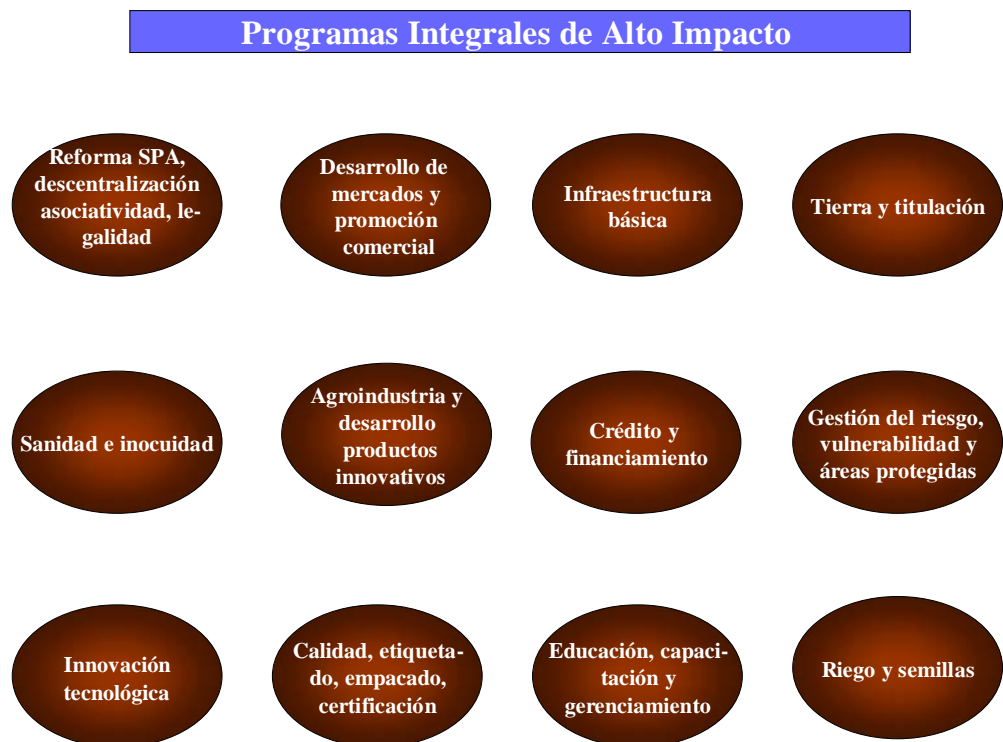 Programas Integrales de Alto Impacto
Reforma SPA,
descentralización
asociatividad, le-
galidad
Desarrollo de
mercados y
promoción
comercial
Infraestructura
básica
Tierra y titulación
Sanidad e inocuidad
Agroindustria y
desarrollo
productos
innovativos
Crédito y
financiamiento
Gestión del riesgo,
vulnerabilidad y
áreas protegidas
Innovación
tecnológica
Calidad, etiqueta-
do, empacado,
certificación
Educación, capaci-
tación y
gerenciamiento
Riego y semillas